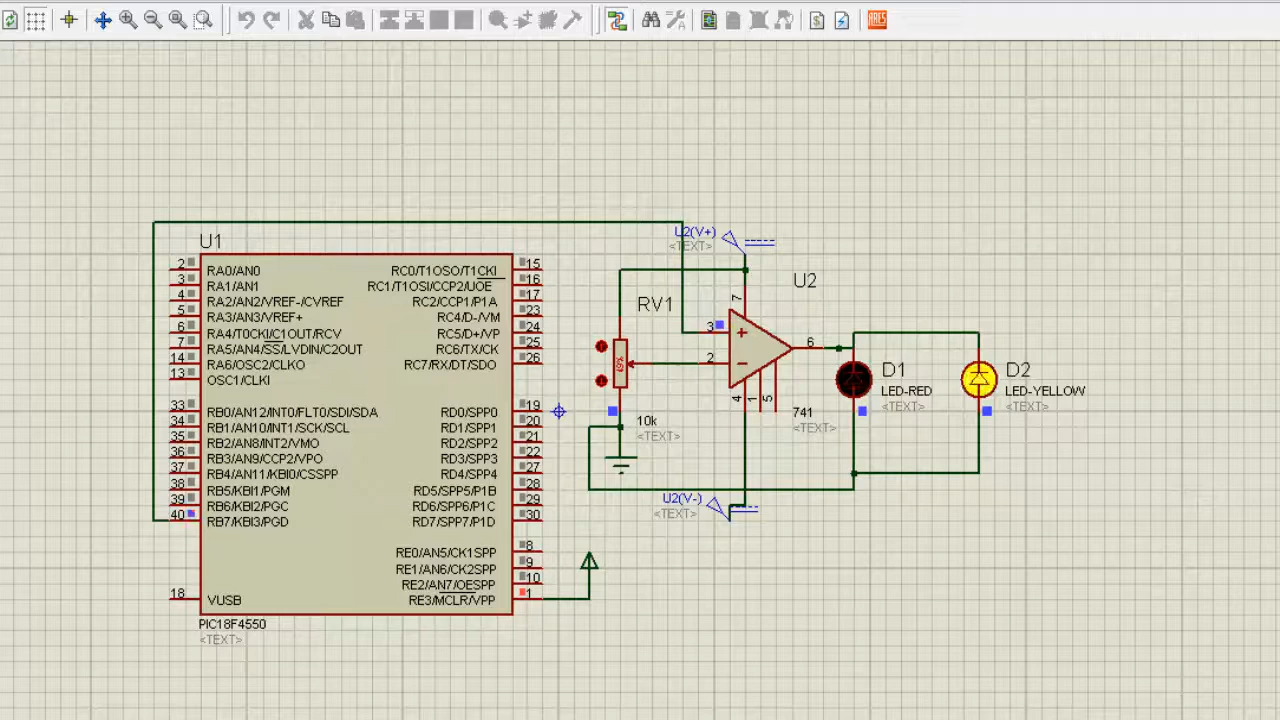 ARES
U1
2 RA0/AN0
3 RA1/AN1
4 RA2/AN2/VREF-/CVREF
5 RA3/AN3/VREF+
6 RA4/T0CKI/C1OUT/RCV
7 RA5/AN4/SS/LVDIN/C2OUT
14 RA6/OSC2/CLKO
13 OSC1/CLKI
33 RB0/AN12/INT0/FLT0/SDI/SDA
34 RB1/AN10/INT1/SCK/SCL
35 RB2/AN8/INT2/VMO
36 RB3/AN9/CCP2/VPO
37 RB4/AN11/KBI0/CSSPP
38 RB5/KBI1/PGM
39 RB6/KBI2/PGC
40 RB7/KBI3/PGD
18 VUSB
RC0/T1OSO/T1CKI 15
RC1/T1OSI/CCP2/UOE 16
RC2/CCP1/P1A 17
RC4/D-/VM 23
RC5/D+/VP 24
RC6/TX/CK 25
RC7/RX/DT/SDO 26
RD0/SPP0 19
RD1/SPP1 20
RD2/SPP2 21
RD3/SPP3 22
RD4/SPP4 27
RD5/SPP5/P1B 28
RD6/SPP6/P1C 29
RD7/SPP7/P1D 30
RE0/AN5/CK1SPP 8
RE1/AN6/CK2SPP 9
RE2/AN7/OESPP 10
RE3/MCLR/VPP 1
PIC18F4550
<TEXT>
U2(V+)
<TEXT>
RV1
49%
10k
<TEXT>
U2
7
3
2
6
4
1
5
741
<TEXT>
U2(V-)
<TEXT>
D1
LED-RED
<TEXT>
D2
LED-YELLOW
<TEXT>